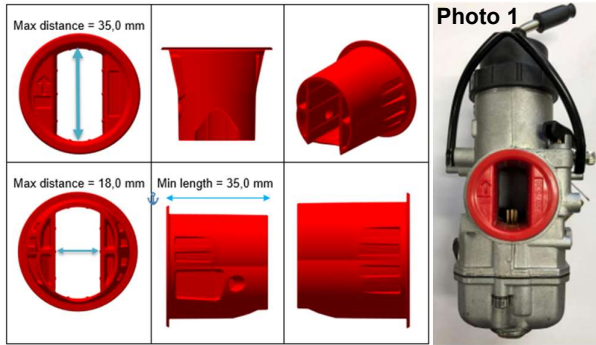 Max distance = 35,0 mm
Photo 1
Max distance = 18,0 mm
Min length = 35,0 mm